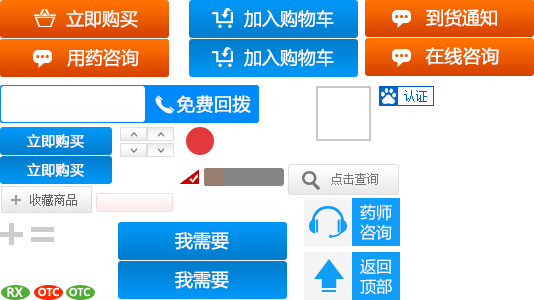 立即购买
加入购物车
到货通知
用药咨询
加入购物车
在线咨询
免费回拨
认证
立即购买
立即购买
收藏商品
点击查询
药师
咨询
我需要
返回
顶部
我需要
RX
OTC
OTC